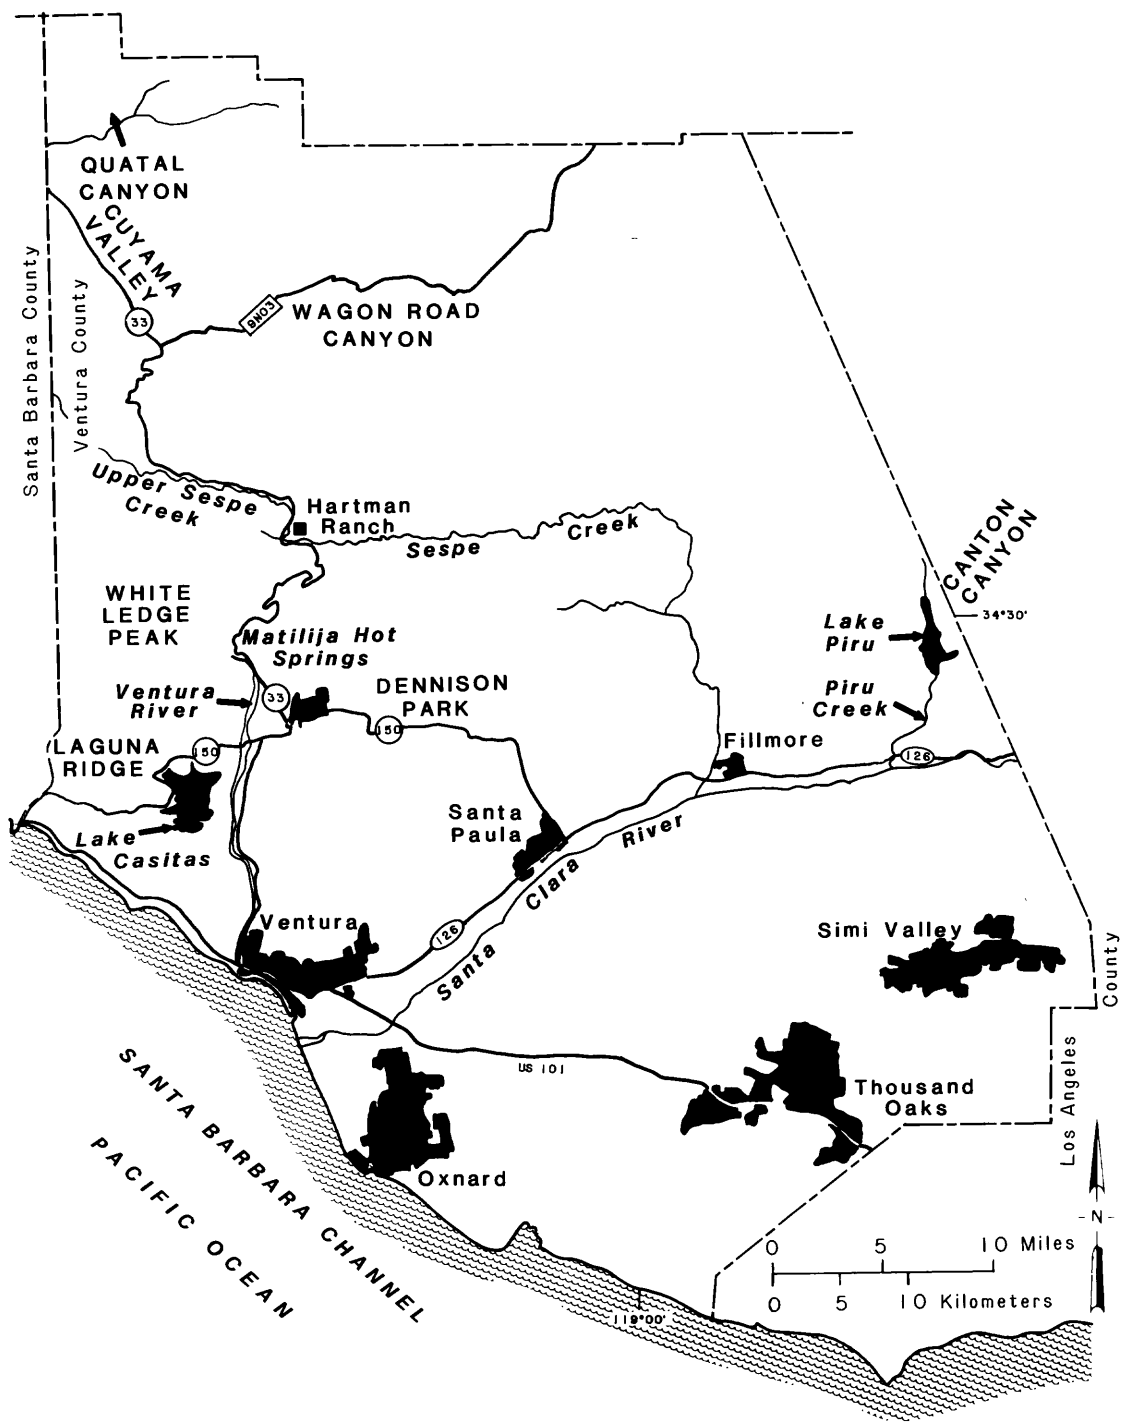 QUATAL
CANYON
CUYAMA
VALLEY
Santa Barbara County
Ventura County
33
9N03
WAGON ROAD
CANYON
Upper Sespe
Creek
Hartman
Ranch
Sespe Creek
CANTON
CANYON
34°30'
WHITE
LEDGE
PEAK
Matilija Hot
Springs
Lake
Piru
Ventura
River
33
DENNISON
PARK
Piru
Creek
LAGUNA
RIDGE
150
150
Fillmore
126
Santa
Paula
Lake
Casitas
Santa Clara River
Ventura
126
Simi Valley
County
Los Angeles
US 101
Thousand
Oaks
Oxnard
SANTA BARBARA CHANNEL
PACIFIC OCEAN
N
0 5 10 Miles
0 5 10 Kilometers
119°00'